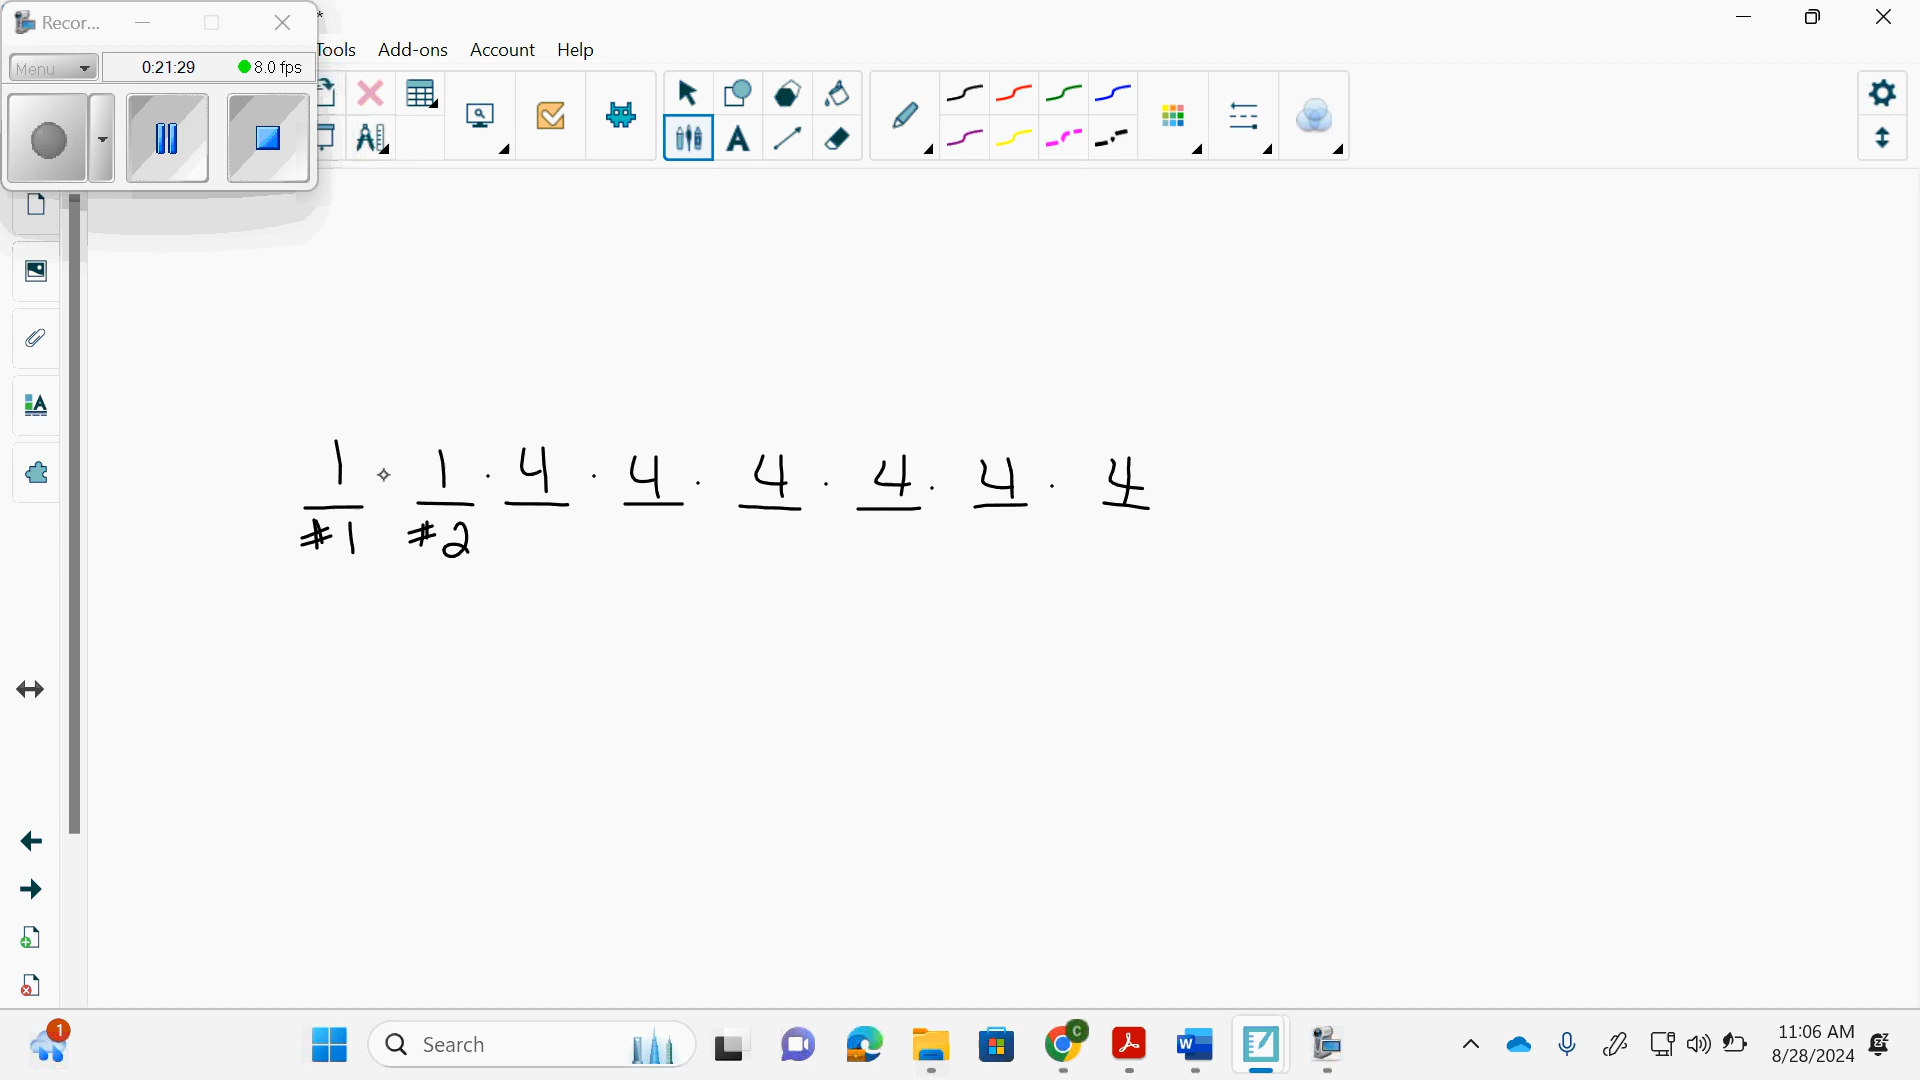 Recor...
*
Menu 0:21:29 8.0 fps
Tools Add-ons Account Help
1 · 1 · 4 · 4 · 4 · 4 · 4 · 4
#1 #2
1
Search
C
11:06 AM
8/28/2024